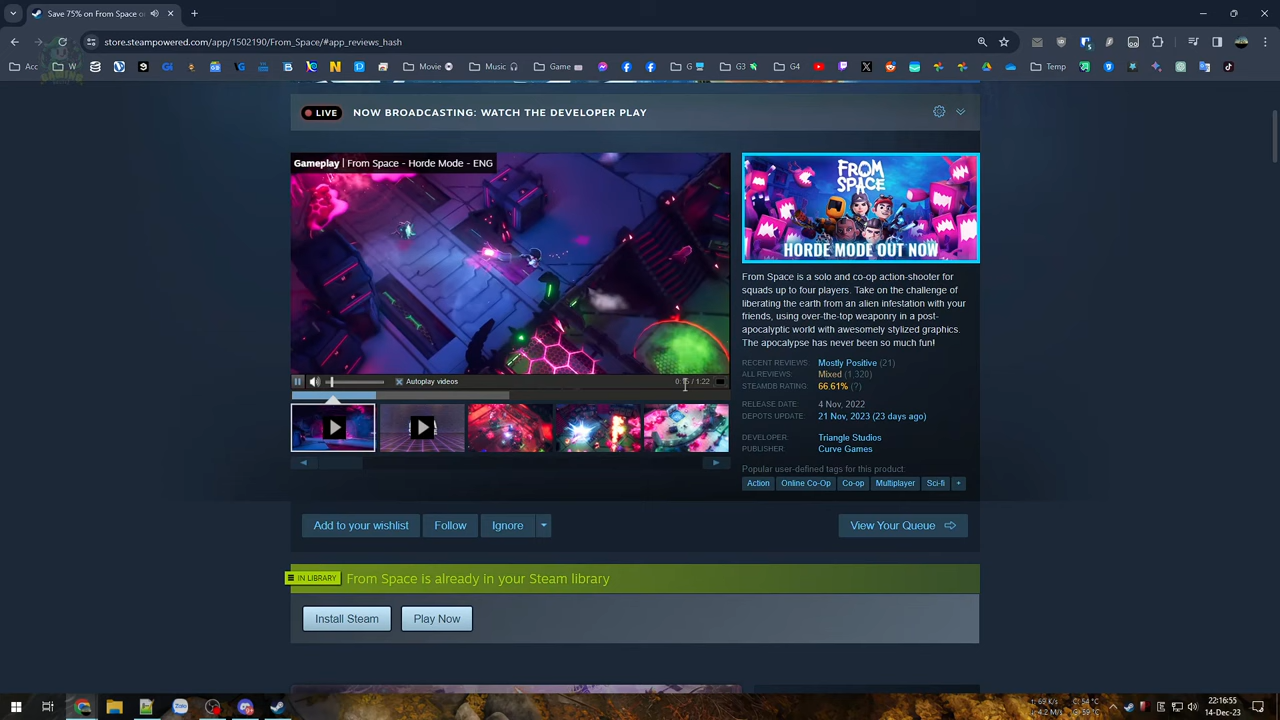 Save 75% on From Space o
store.steampowered.com/app/1502190/From_Space/#app_reviews_hash
Movie
Music
Game
G3
G4
Temp
GAMING
LIVE
NOW BROADCASTING: WATCH THE DEVELOPER PLAY
Gameplay | From Space - Horde Mode - ENG
FROM
SPACE
HORDE MODE OUT NOW
From Space is a solo and co-op action-shooter for
squads up to four players. Take on the challenge of
liberating the earth from an alien infestation with your
friends, using over-the-top weaponry in a post-
apocalyptic world with awesomely stylized graphics.
The apocalypse has never been so much fun!
RECENT REVIEWS: Mostly Positive (21)
ALL REVIEWS: Mixed (1,320)
STEAMDB RATING: 66.61% (?)
RELEASE DATE: 4 Nov, 2022
DEPOTS UPDATE: 21 Nov, 2023 (23 days ago)
DEVELOPER: Triangle Studios
PUBLISHER: Curve Games
Popular user-defined tags for this product:
Action Online Co-Op Co-op Multiplayer Sci-fi +
Autoplay videos
/ 1:22
Add to your wishlist
Follow
Ignore
View Your Queue
IN LIBRARY
From Space is already in your Steam library
Install Steam
Play Now
Zalo
22:16:55
14-Dec-23